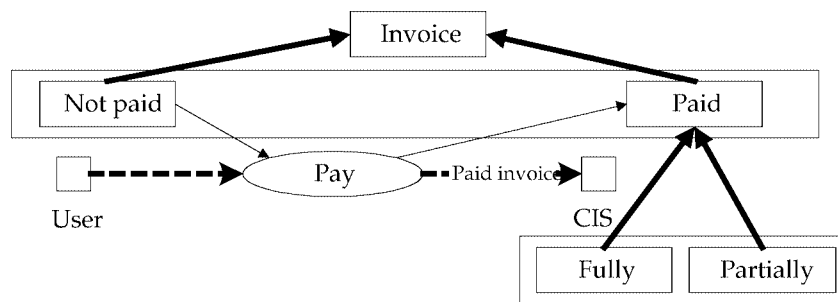 Invoice
Not paid
Paid
Pay
Paid invoice
User
CIS
Fully
Partially